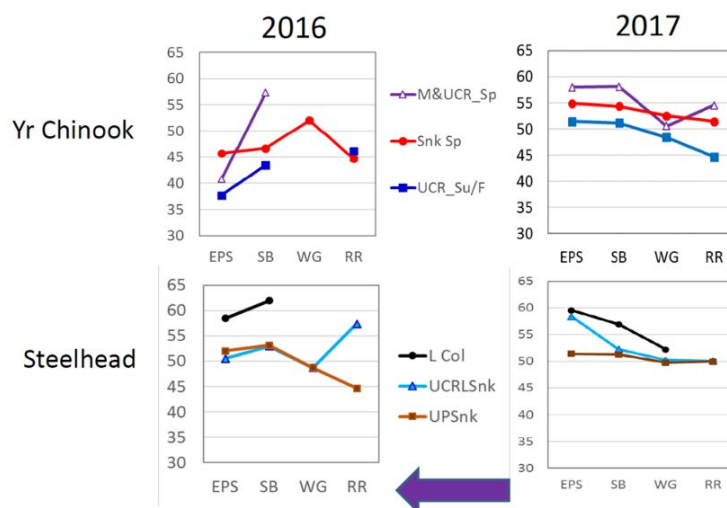 2016
2017
Yr Chinook
65
60
55
50
45
40
35
30
EPS SB WG RR
M&UCR_Sp
Snk Sp
UCR_Su/F
65
60
55
50
45
40
35
30
EPS SB WG RR
Steelhead
65
60
55
50
45
40
35
30
EPS SB WG RR
L Col
UCRLSnk
UPSnk
65
60
55
50
45
40
35
30
EPS SB WG RR